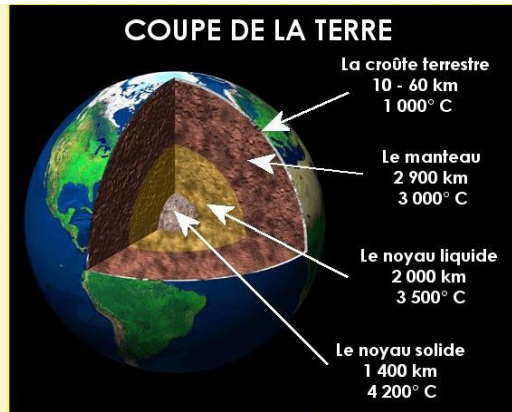 COUPE DE LA TERRE
La croûte terrestre
10 - 60 km
1 000° C
Le manteau
2 900 km
3 000° C
Le noyau liquide
2 000 km
3 500° C
Le noyau solide
1 400 km
4 200° C